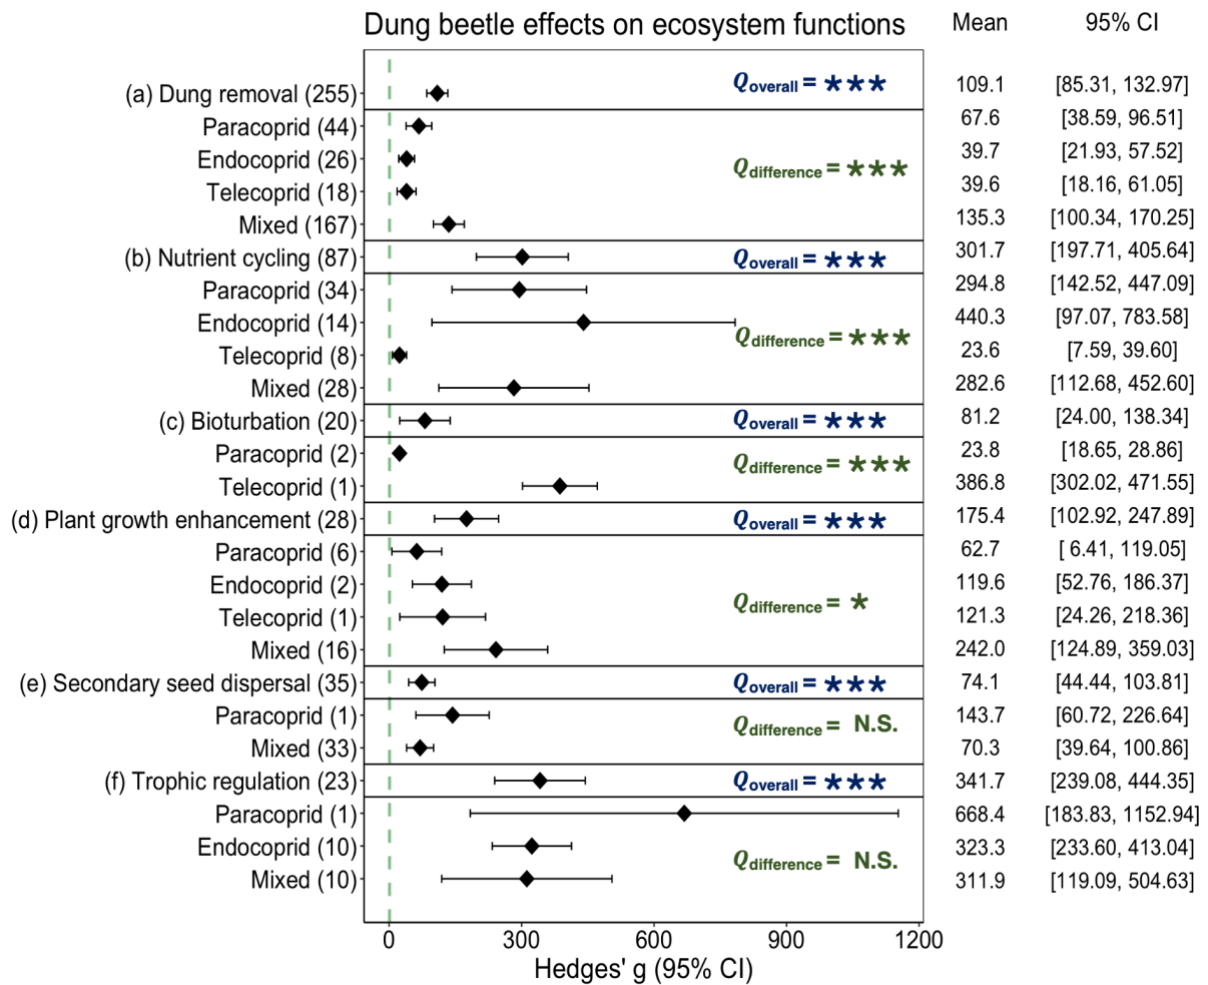 Dung beetle effects on ecosystem functions Mean 95% CI
(a) Dung removal (255) Qoverall = *** 109.1 [85.31, 132.97]
Paracoprid (44) 67.6 [38.59, 96.51]
Endocoprid (26) 39.7 [21.93, 57.52]
Qdifference = ***
Telecoprid (18) 39.6 [18.16, 61.05]
Mixed (167) 135.3 [100.34, 170.25]
(b) Nutrient cycling (87) Qoverall = *** 301.7 [197.71, 405.64]
Paracoprid (34) 294.8 [142.52, 447.09]
Endocoprid (14) 440.3 [97.07, 783.58]
Qdifference = ***
Telecoprid (8) 23.6 [7.59, 39.60]
Mixed (28) 282.6 [112.68, 452.60]
(c) Bioturbation (20) Qoverall = *** 81.2 [24.00, 138.34]
Paracoprid (2) Qdifference = *** 23.8 [18.65, 28.86]
Telecoprid (1) 386.8 [302.02, 471.55]
(d) Plant growth enhancement (28) Qoverall = *** 175.4 [102.92, 247.89]
Paracoprid (6) 62.7 [ 6.41, 119.05]
Endocoprid (2) 119.6 [52.76, 186.37]
Qdifference = *
Telecoprid (1) 121.3 [24.26, 218.36]
Mixed (16) 242.0 [124.89, 359.03]
(e) Secondary seed dispersal (35) Qoverall = *** 74.1 [44.44, 103.81]
Paracoprid (1) Qdifference = N.S. 143.7 [60.72, 226.64]
Mixed (33) 70.3 [39.64, 100.86]
(f) Trophic regulation (23) Qoverall = *** 341.7 [239.08, 444.35]
Paracoprid (1) 668.4 [183.83, 1152.94]
Endocoprid (10) 323.3 [233.60, 413.04]
Qdifference = N.S.
Mixed (10) 311.9 [119.09, 504.63]
0 300 600 900 1200
Hedges' g (95% CI)